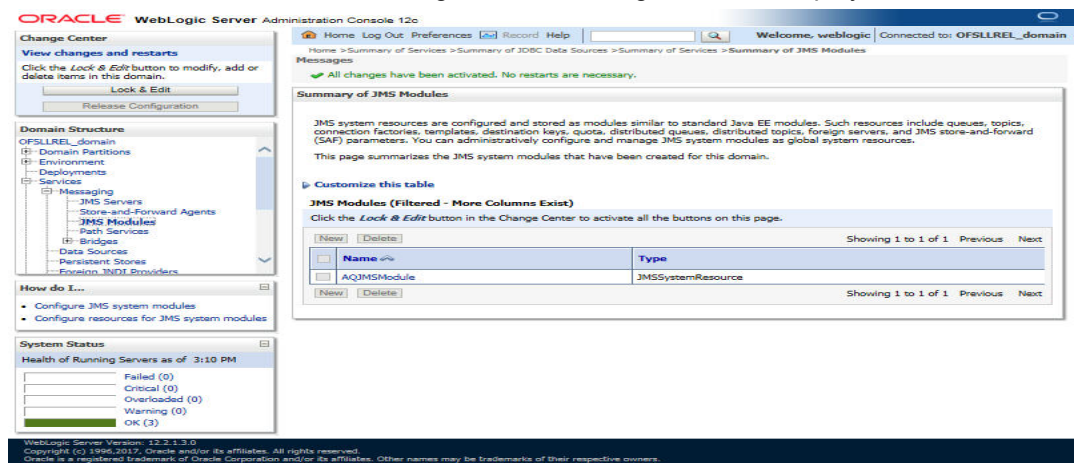 ORACLE WebLogic Server Administration Console 12c
Change Center
View changes and restarts
Click the Lock & Edit button to modify, add or
delete items in this domain.
Lock & Edit
Release Configuration
Domain Structure
OFSLLREL_domain
Domain Partitions
Environment
Deployments
Services
Messaging
JMS Servers
Store-and-Forward Agents
JMS Modules
Path Services
Bridges
Data Sources
Persistent Stores
Foreign JNDI Providers
How do I...
Configure JMS system modules
Configure resources for JMS system modules
System Status
Health of Running Servers as of 3:10 PM
Failed (0)
Critical (0)
Overloaded (0)
Warning (0)
OK (3)
Home Log Out Preferences Record Help
Welcome, weblogic Connected to: OFSLLREL_domain
Home >Summary of Services >Summary of JDBC Data Sources >Summary of Services >Summary of JMS Modules
Messages
All changes have been activated. No restarts are necessary.
Summary of JMS Modules
JMS system resources are configured and stored as modules similar to standard Java EE modules. Such resources include queues, topics,
connection factories, templates, destination keys, quota, distributed queues, distributed topics, foreign servers, and JMS store-and-forward
(SAF) parameters. You can administratively configure and manage JMS system modules as global system resources.
This page summarizes the JMS system modules that have been created for this domain.
Customize this table
JMS Modules (Filtered - More Columns Exist)
Click the Lock & Edit button in the Change Center to activate all the buttons on this page.
New Delete Showing 1 to 1 of 1 Previous Next
Name Type
AQJMSModule JMSSystemResource
New Delete Showing 1 to 1 of 1 Previous Next
WebLogic Server Version: 12.2.1.3.0
Copyright (c) 1996,2017, Oracle and/or its affiliates. All rights reserved.
Oracle is a registered trademark of Oracle Corporation and/or its affiliates. Other names may be trademarks of their respective owners.